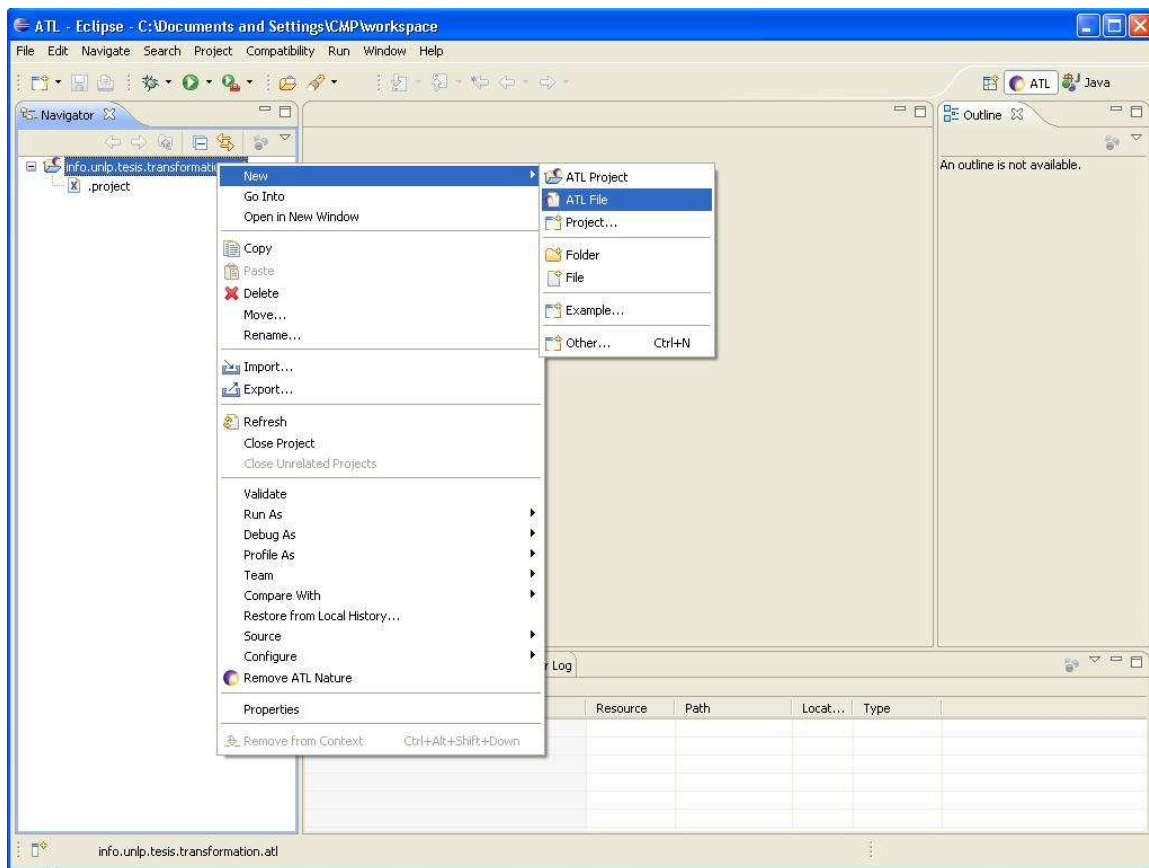 ATL - Eclipse - C:\Documents and Settings\CMP\workspace
File Edit Navigate Search Project Compatibility Run Window Help
ATL
Java
Navigator
Outline
info.unlp.tesis.transformatio
.project
An outline is not available.
New
Go Into
Open in New Window
Copy
Paste
Delete
Move...
Rename...
Import...
Export...
Refresh
Close Project
Close Unrelated Projects
Validate
Run As
Debug As
Profile As
Team
Compare With
Restore from Local History...
Source
Configure
Remove ATL Nature
Properties
Remove from Context Ctrl+Alt+Shift+Down
ATL Project
ATL File
Project...
Folder
File
Example...
Other... Ctrl+N
r Log
Resource Path Locat... Type
info.unlp.tesis.transformation.atl